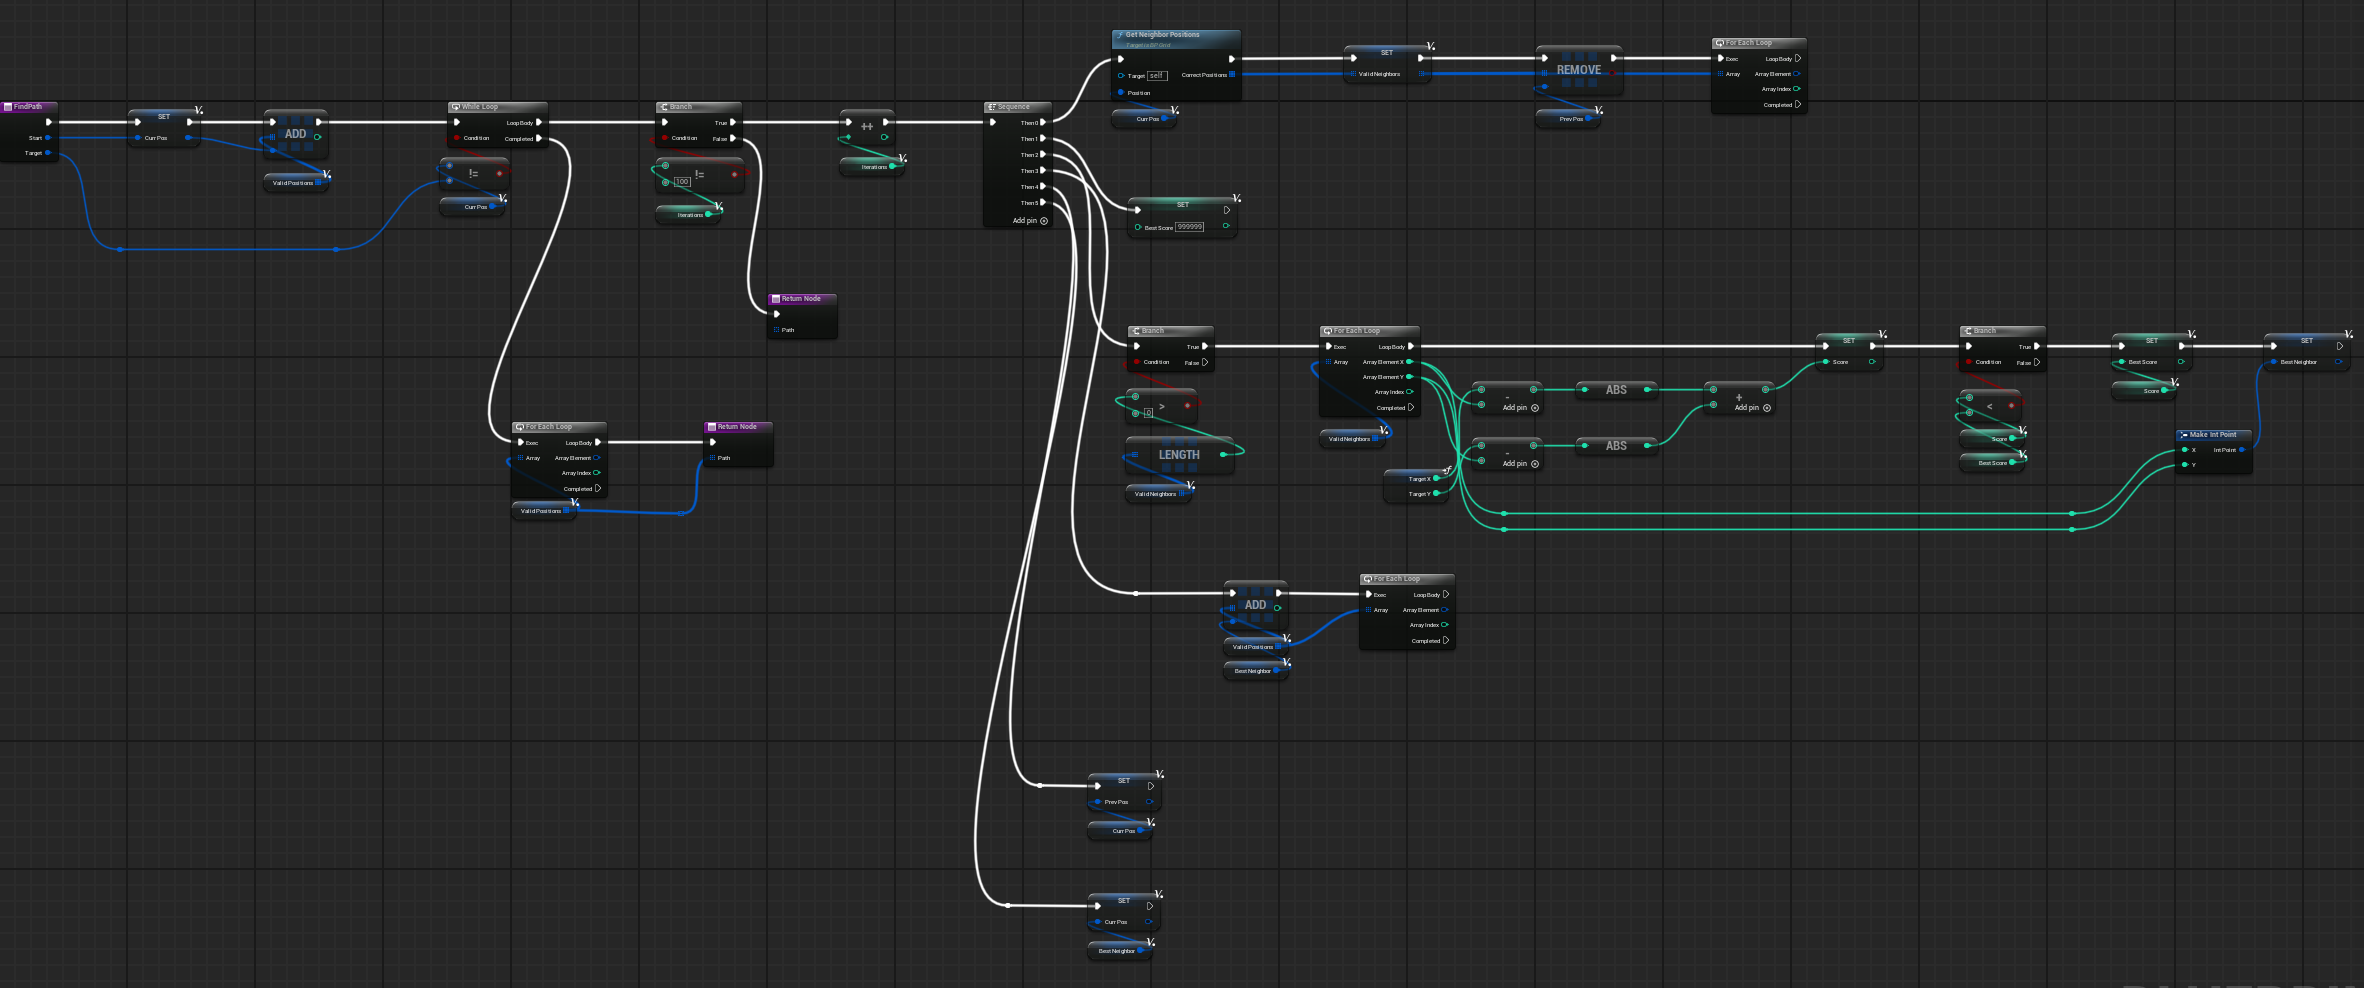 FindPath
Start
Target
SET
Curr Pos
ADD
Valid Positions
While Loop
Loop Body
Condition
Completed
!=
Curr Pos
Branch
True
Condition
False
100
!=
Iterations
++
Iterations
Sequence
Then 0
Then 1
Then 2
Then 3
Then 4
Then 5
Add pin
Get Neighbor Positions
Target is BP Grid
Target self
Correct Positions
Position
Curr Pos
SET
Valid Neighbors
REMOVE
Prev Pos
For Each Loop
Exec
Loop Body
Array
Array Element
Array Index
Completed
SET
Best Score 999999
Return Node
Path
Branch
True
Condition
False
>
0
LENGTH
Valid Neighbors
For Each Loop
Exec
Loop Body
Array
Array Element X
Array Element Y
Array Index
Completed
Valid Neighbors
Target X
Target Y
-
Add pin
ABS
-
Add pin
ABS
+
Add pin
SET
Score
Branch
True
Condition
False
<
Score
Best Score
SET
Best Score
Score
SET
Best Neighbor
Make Int Point
X
Int Point
Y
For Each Loop
Exec
Loop Body
Array
Array Element
Array Index
Completed
Valid Positions
Return Node
Path
ADD
Valid Positions
Best Neighbor
For Each Loop
Exec
Loop Body
Array
Array Element
Array Index
Completed
SET
Prev Pos
Curr Pos
SET
Curr Pos
Best Neighbor